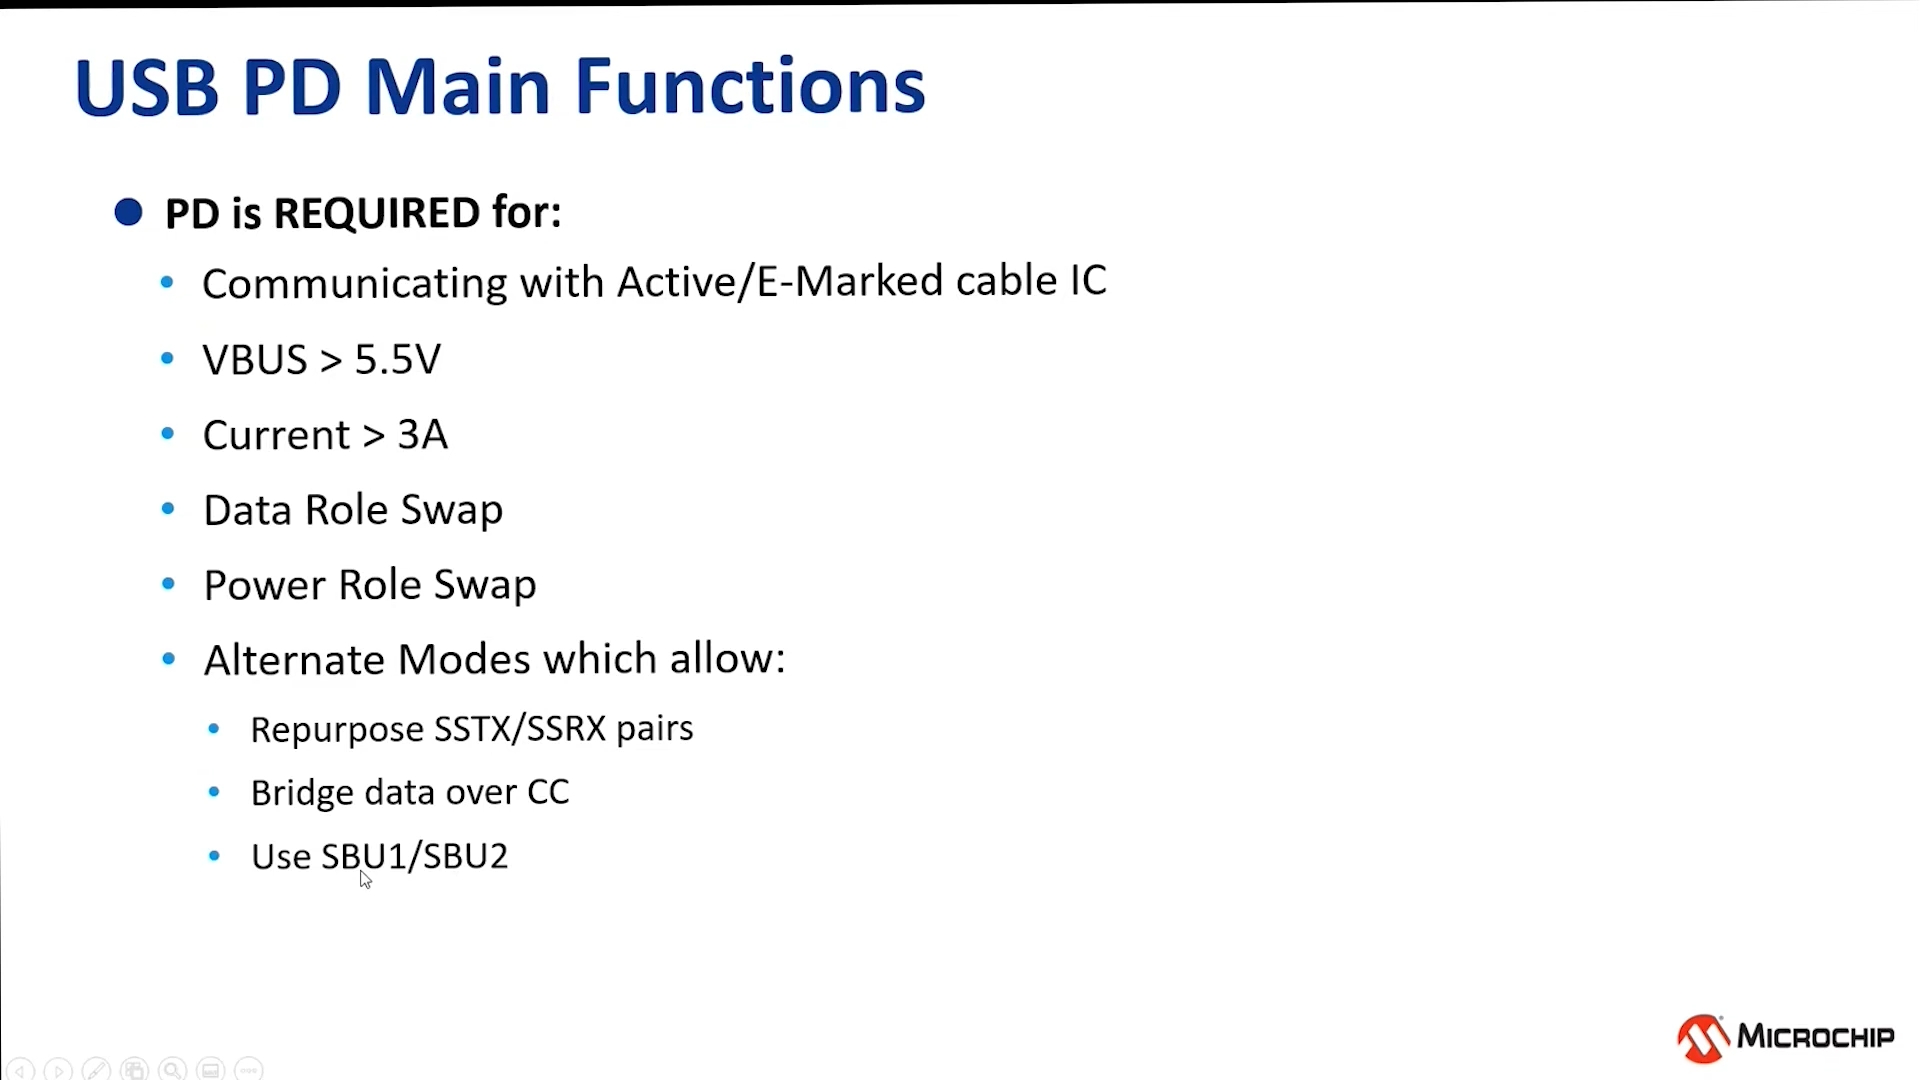 USB PD Main Functions
PD is REQUIRED for:
Communicating with Active/E-Marked cable IC
VBUS > 5.5V
Current > 3A
Data Role Swap
Power Role Swap
Alternate Modes which allow:
Repurpose SSTX/SSRX pairs
Bridge data over CC
Use SBU1/SBU2
MICROCHIP